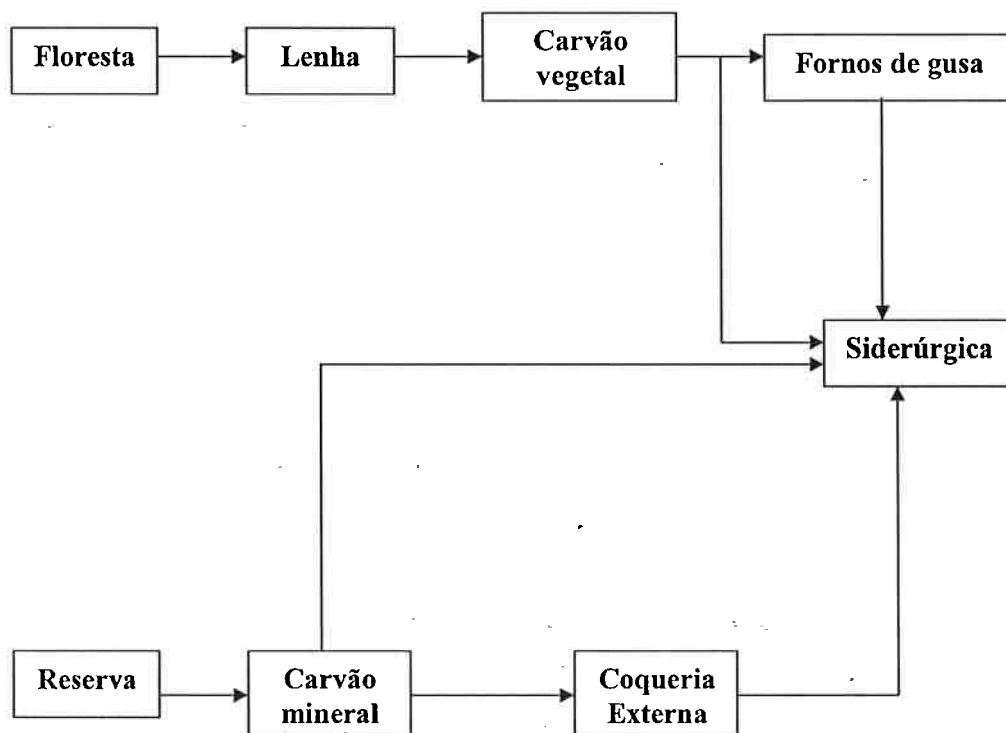 Floresta
Lenha
Carvão
vegetal
Fornos de gusa
Siderúrgica
Reserva
Carvão
mineral
Coqueria
Externa